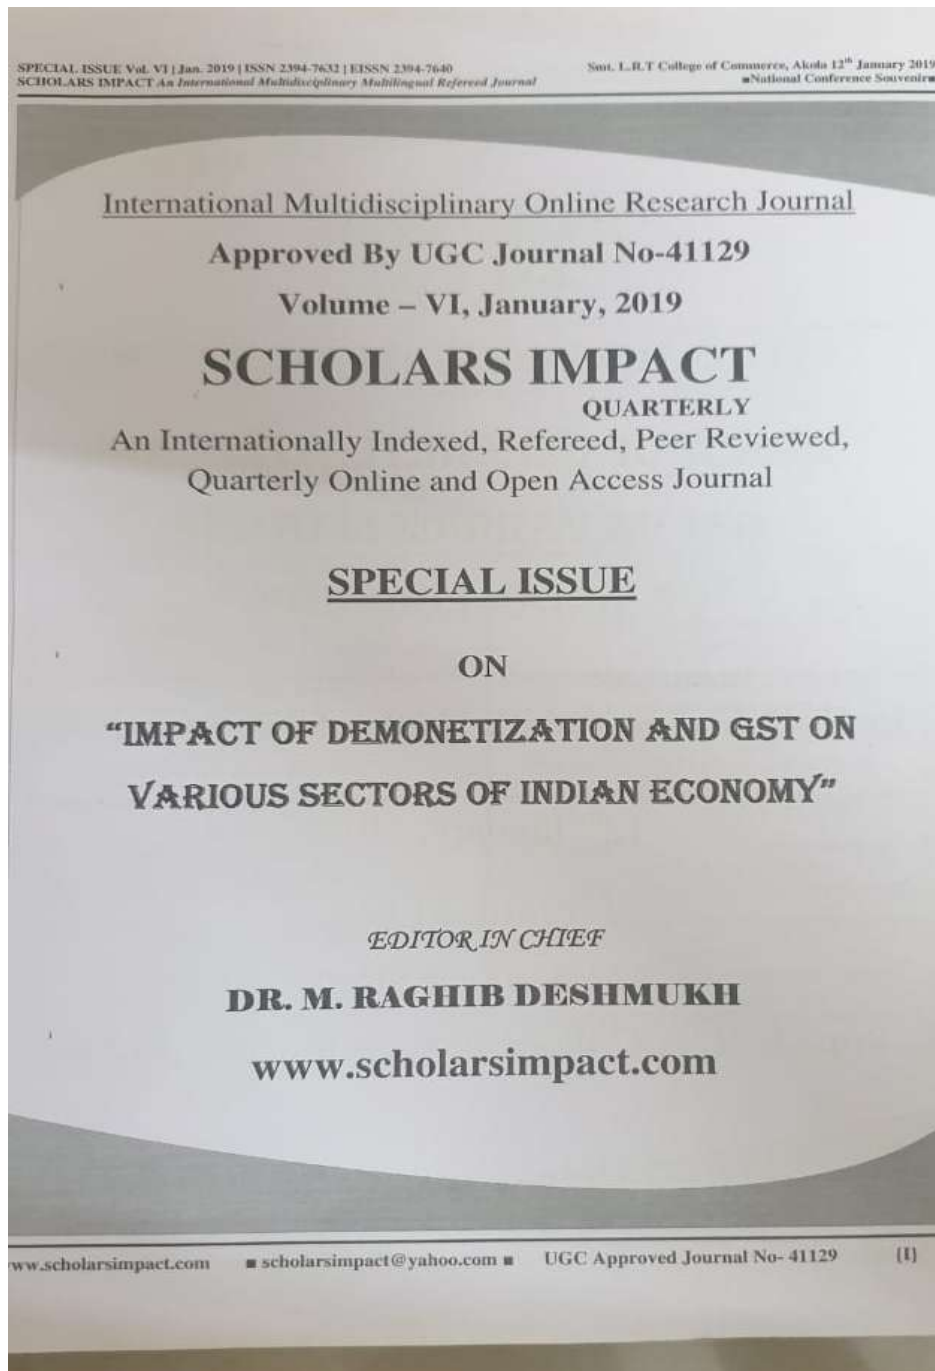 SPECIAL ISSUE Vol. VI | Jan. 2019 | ISSN 2394-7632 | EISSN 2394-7640
SCHOLARS IMPACT An International Multidisciplinary Multilingual Refereed Journal
Smt. L.R.T College of Commerce, Akola 12th January 2019
■National Conference Souvenir■
International Multidisciplinary Online Research Journal
Approved By UGC Journal No-41129
Volume – VI, January, 2019
SCHOLARS IMPACT
QUARTERLY
An Internationally Indexed, Refereed, Peer Reviewed,
Quarterly Online and Open Access Journal
SPECIAL ISSUE
ON
“IMPACT OF DEMONETIZATION AND GST ON
VARIOUS SECTORS OF INDIAN ECONOMY”
EDITOR IN CHIEF
DR. M. RAGHIB DESHMUKH
www.scholarsimpact.com
ww.scholarsimpact.com ■ scholarsimpact@yahoo.com ■ UGC Approved Journal No- 41129 (I)